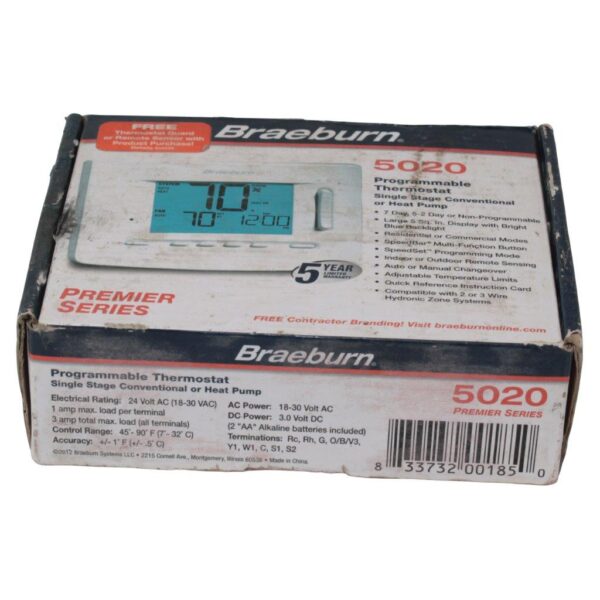 FREE
Thermostat Guard
or Remote Sensor with
Product Purchase!
Braeburn®
5020
Programmable
Thermostat
Single Stage Conventional
or Heat Pump
• 7 Day, 5-2 Day or Non-Programmable
• Large 5 Sq. In. Display with Bright
Blue Backlight
• Residential or Commercial Modes
• SpeedBar® Multi-Function Button
• SpeedSet® Programming Mode
• Indoor or Outdoor Remote Sensing
• Auto or Manual Changeover
• Adjustable Temperature Limits
• Quick Reference Instruction Card
• Compatible with 2 or 3 Wire
Hydronic Zone Systems
Braeburn
SYSTEM
HEAT
70
FAN
70°F
12:00
PM
5 YEAR
LIMITED
WARRANTY
PREMIER
SERIES
FREE Contractor Branding! Visit braeburnonline.com
Braeburn®
Programmable Thermostat
Single Stage Conventional or Heat Pump
Electrical Rating: 24 Volt AC (18-30 VAC)
1 amp max. load per terminal
3 amp total max. load (all terminals)
Control Range: 45°- 90° F (7°- 32° C)
Accuracy: +/- 1° F (+/- .5° C)
AC Power: 18-30 Volt AC
DC Power: 3.0 Volt DC
(2 "AA" Alkaline batteries included)
Terminations: Rc, Rh, G, O/B/V3,
Y1, W1, C, S1, S2
5020
PREMIER SERIES
8 33732 00185 0
©2012 Braeburn Systems LLC • 2215 Cornell Ave., Montgomery, Illinois 60538 • Made in China